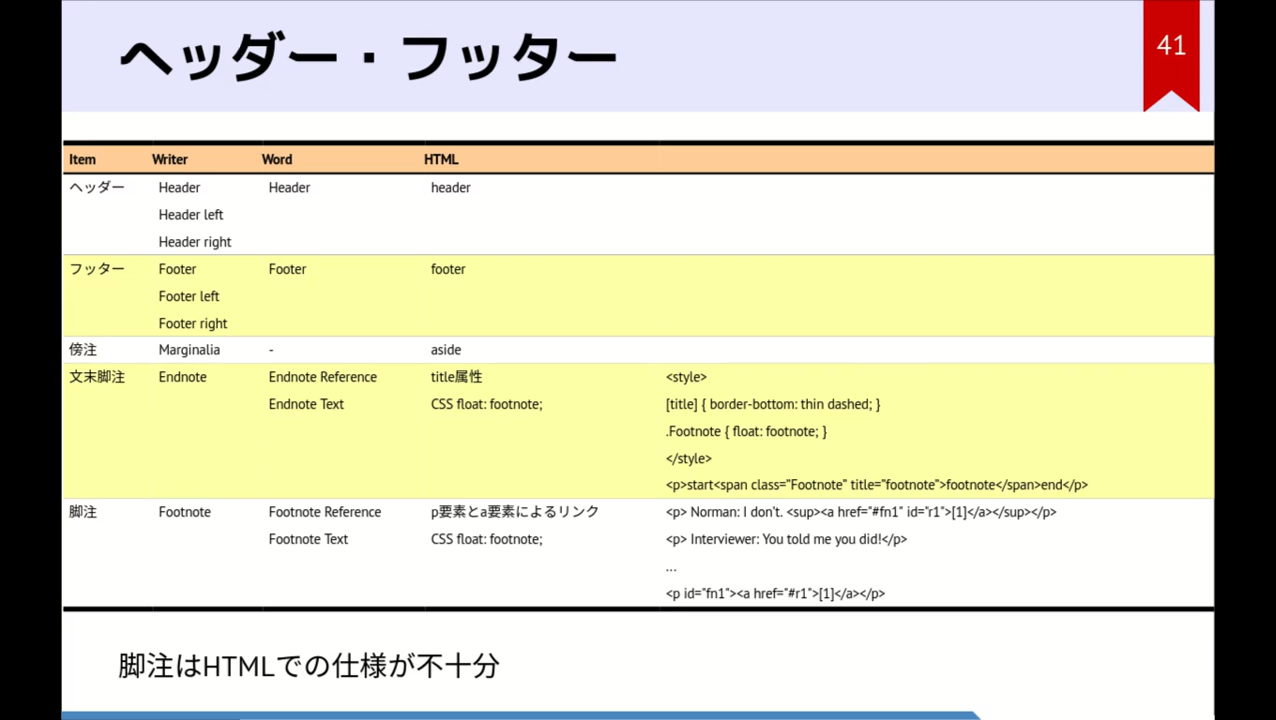 ヘッダー・フッター
41
Item Writer Word HTML
ヘッダー Header Header header
Header left
Header right
フッター Footer Footer footer
Footer left
Footer right
傍注 Marginalia - aside
文末脚注 Endnote Endnote Reference title属性 <style>
Endnote Text CSS float: footnote; [title] { border-bottom: thin dashed; }
.Footnote { float: footnote; }
</style>
<p>start<span class="Footnote" title="footnote">footnote</span>end</p>
脚注 Footnote Footnote Reference p要素とa要素によるリンク <p> Norman: I don't. <sup><a href="#fn1" id="r1">[1]</a></sup></p>
Footnote Text CSS float: footnote; <p> Interviewer: You told me you did!</p>
...
<p id="fn1"><a href="#r1">[1]</a></p>
脚注はHTMLでの仕様が不十分